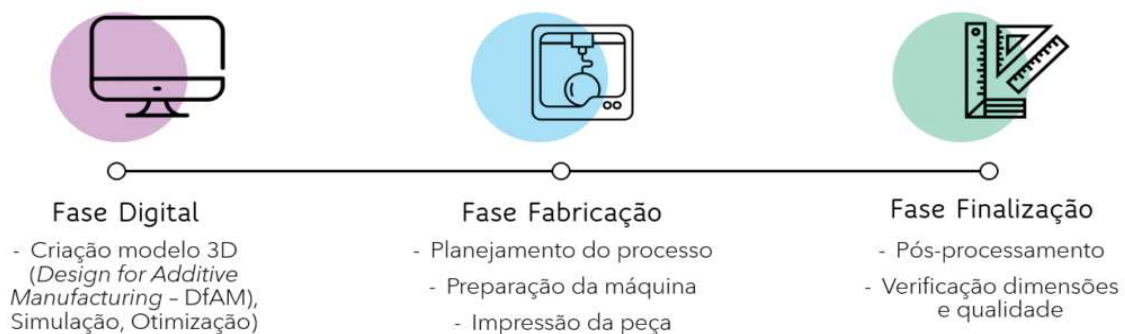 Fase Digital
- Criação modelo 3D
(Design for Additive
Manufacturing – DfAM),
Simulação, Otimização)
Fase Fabricação
- Planejamento do processo
- Preparação da máquina
- Impressão da peça
Fase Finalização
- Pós-processamento
- Verificação dimensões
e qualidade